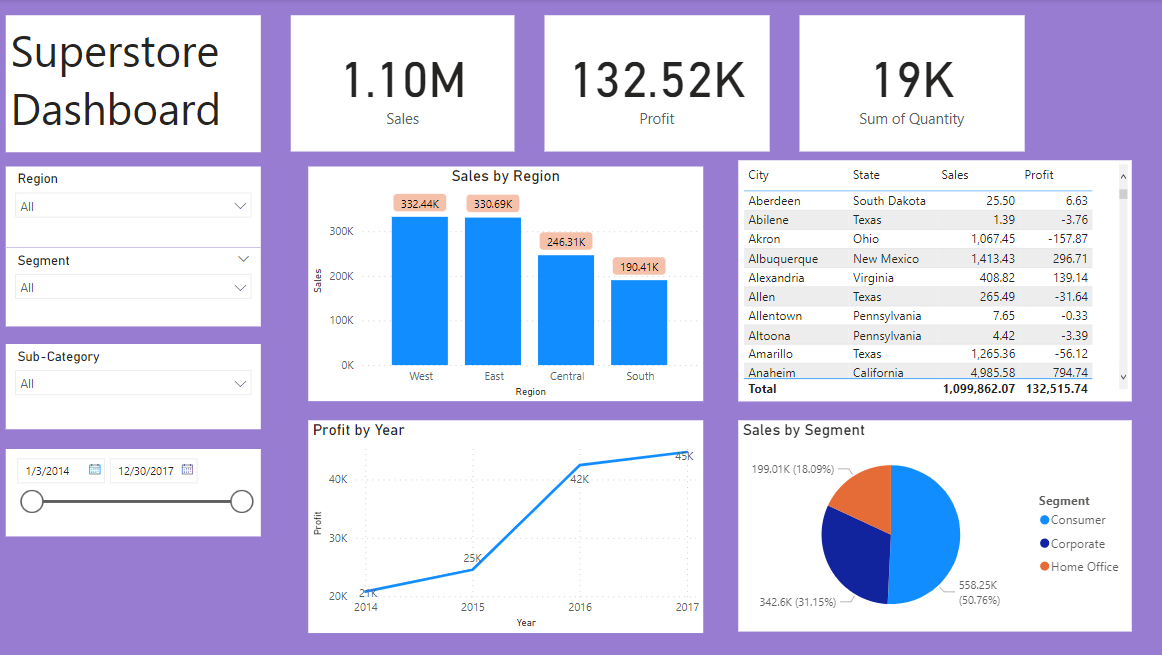 Superstore
Dashboard
1.10M
Sales
132.52K
Profit
19K
Sum of Quantity
Region
All
Segment
All
Sub-Category
All
1/3/2014 12/30/2017
Sales by Region
332.44K 330.69K 246.31K 190.41K
300K
200K
100K
0K
Sales
West East Central South
Region
City State Sales Profit
Aberdeen South Dakota 25.50 6.63
Abilene Texas 1.39 -3.76
Akron Ohio 1,067.45 -157.87
Albuquerque New Mexico 1,413.43 296.71
Alexandria Virginia 408.82 139.14
Allen Texas 265.49 -31.64
Allentown Pennsylvania 7.65 -0.33
Altoona Pennsylvania 4.42 -3.39
Amarillo Texas 1,265.36 -56.12
Anaheim California 4,985.58 794.74
Total 1,099,862.07 132,515.74
Profit by Year
40K
30K
20K
Profit
21K 25K 42K 45K
2014 2015 2016 2017
Year
Sales by Segment
199.01K (18.09%)
342.6K (31.15%)
558.25K
(50.76%)
Segment
Consumer
Corporate
Home Office